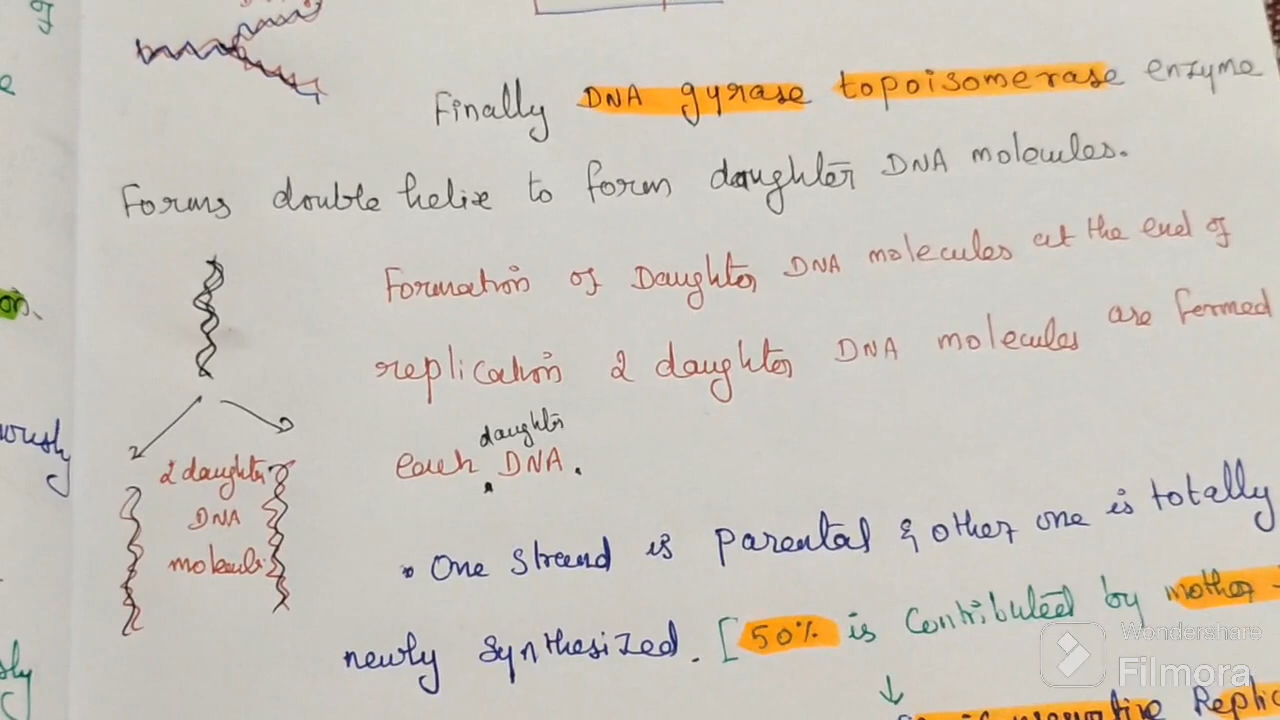 Finally DNA gyrase topoisomerase enzyme
Forms double helix to form daughter DNA molecules.
Formation of Daughter DNA molecules at the end of
replication 2 daughter DNA molecules are formed
each daughter DNA.
2 daughter
DNA
molecules
• One strand is parental & other one is totally
newly synthesized. [50% is contributed by mother
Replic
Wondershare
Filmora